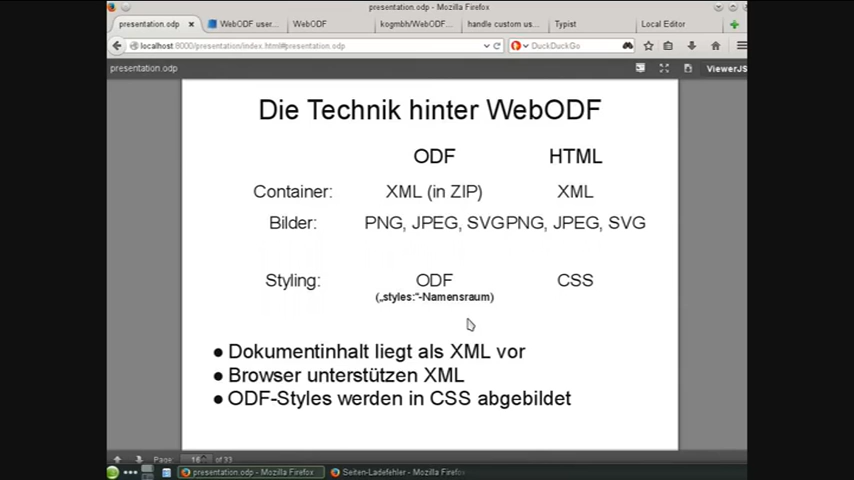 presentation.odp - Mozilla Firefox
presentation.odp WebODF user... WebODF kogmbh/WebODF... handle custom us... Typist Local Editor
localhost:8000/presentation/index.html#presentation.odp DuckDuckGo
presentation.odp ViewerJS
Die Technik hinter WebODF
ODF HTML
Container: XML (in ZIP) XML
Bilder: PNG, JPEG, SVG PNG, JPEG, SVG
Styling: ODF CSS
(„styles:"-Namensraum)
● Dokumentinhalt liegt als XML vor
● Browser unterstützen XML
● ODF-Styles werden in CSS abgebildet
Page: 16 of 33
presentation.odp - Mozilla Firefox Seiten-Ladefehler - Mozilla Firefox